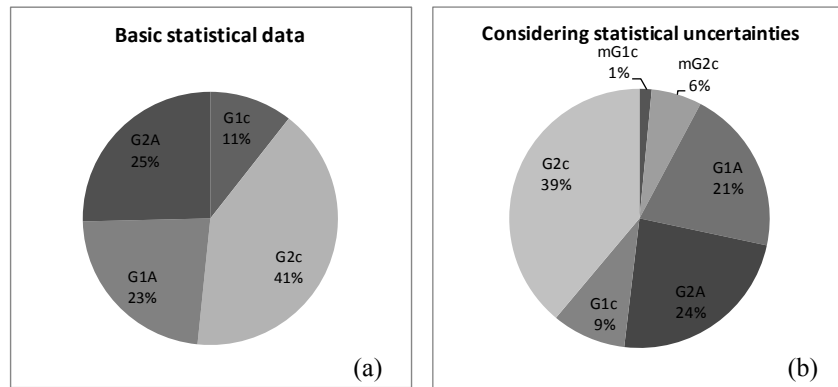 Basic statistical data
G1c
11%
G2c
41%
G1A
23%
G2A
25%
(a)
Considering statistical uncertainties
mG1c
1%
mG2c
6%
G1A
21%
G2A
24%
G1c
9%
G2c
39%
(b)